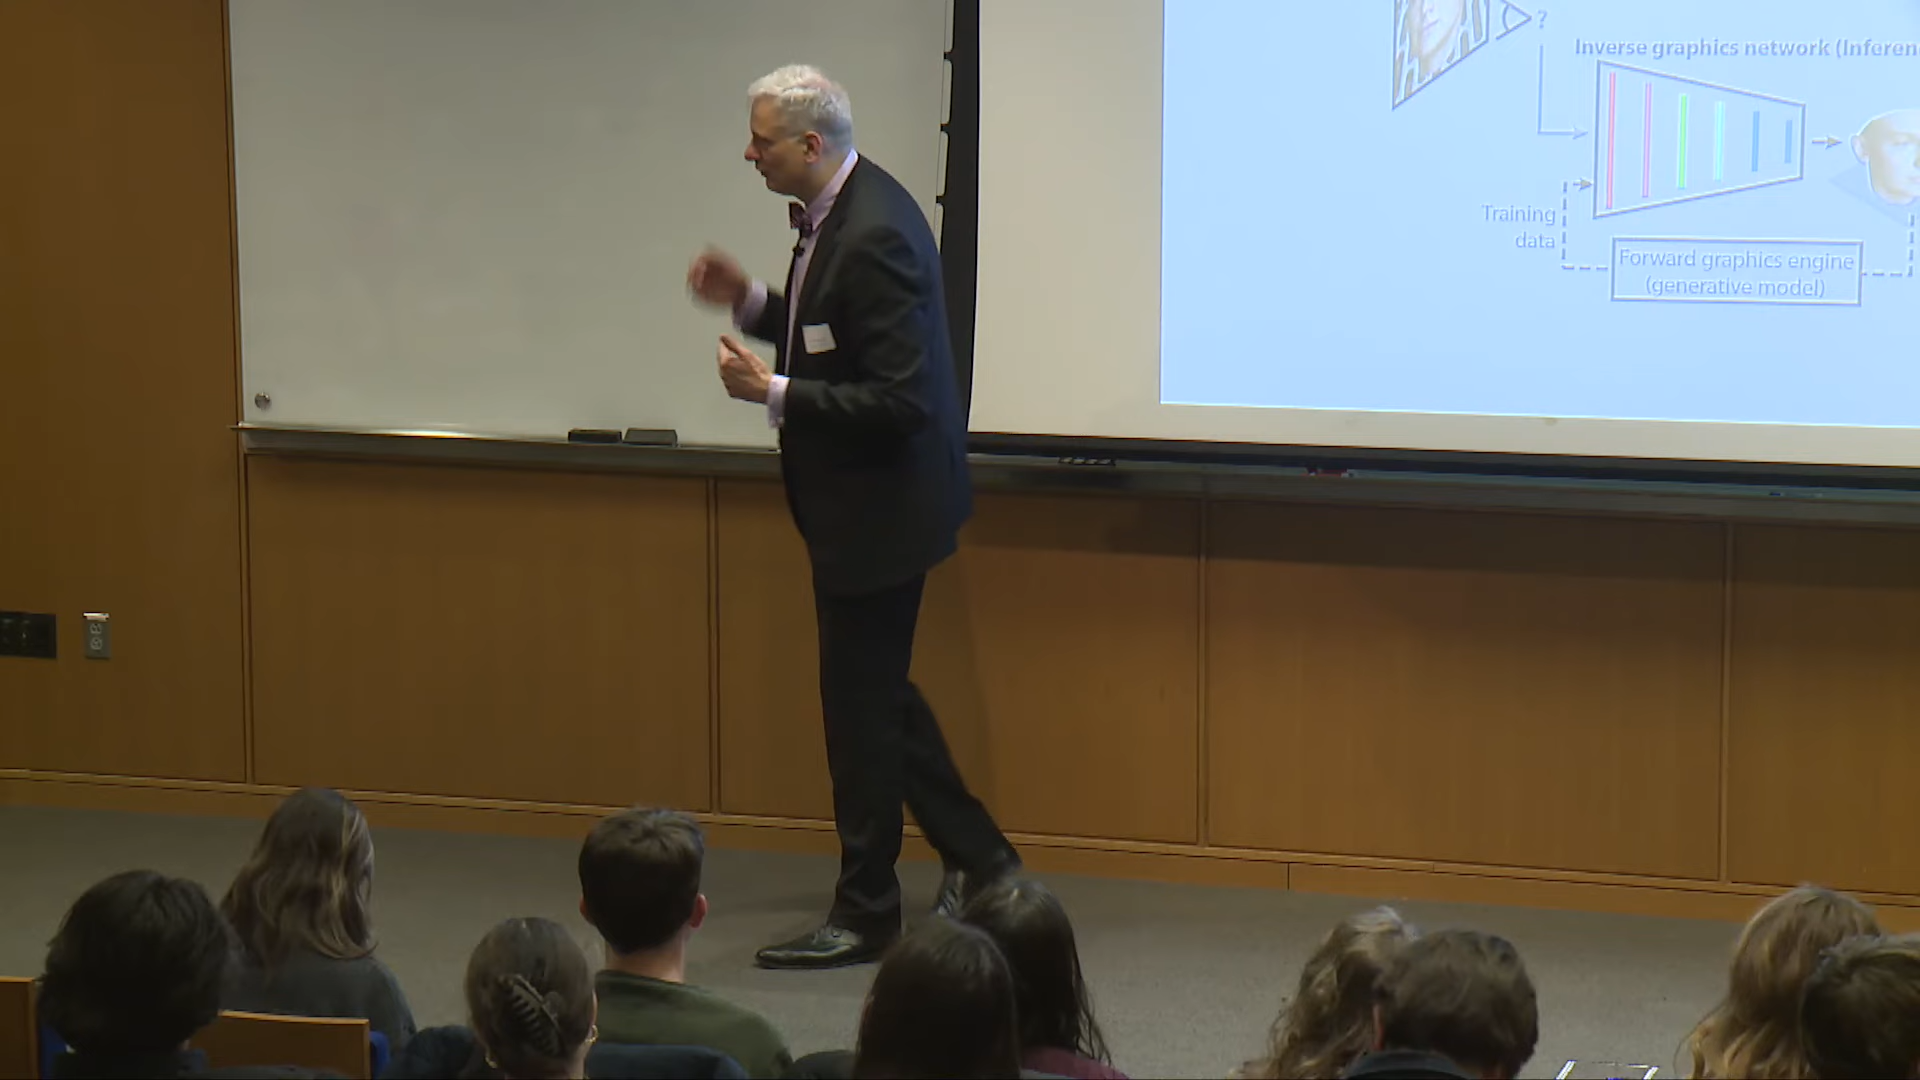 ?
Inverse graphics network (Inferen
Training
data
Forward graphics engine
(generative model)